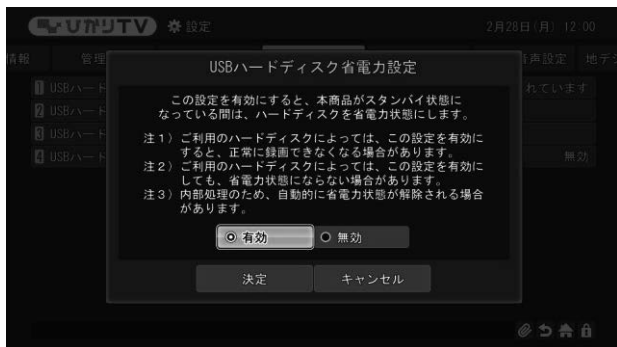 ひかりTV 設定 2月28日(月) 12:00
情報 管理 音声設定 地デジ
USBハードディスク省電力設定
1 USBハード れています
2 USBハード
3 USBハード
4 USBハード 無効
この設定を有効にすると、本商品がスタンバイ状態に
なっている間は、ハードディスクを省電力状態にします。
注1）ご利用のハードディスクによっては、この設定を有効に
すると、正常に録画できなくなる場合があります。
注2）ご利用のハードディスクによっては、この設定を有効に
しても、省電力状態にならない場合があります。
注3）内部処理のため、自動的に省電力状態が解除される場合
があります。
有効 無効
決定 キャンセル